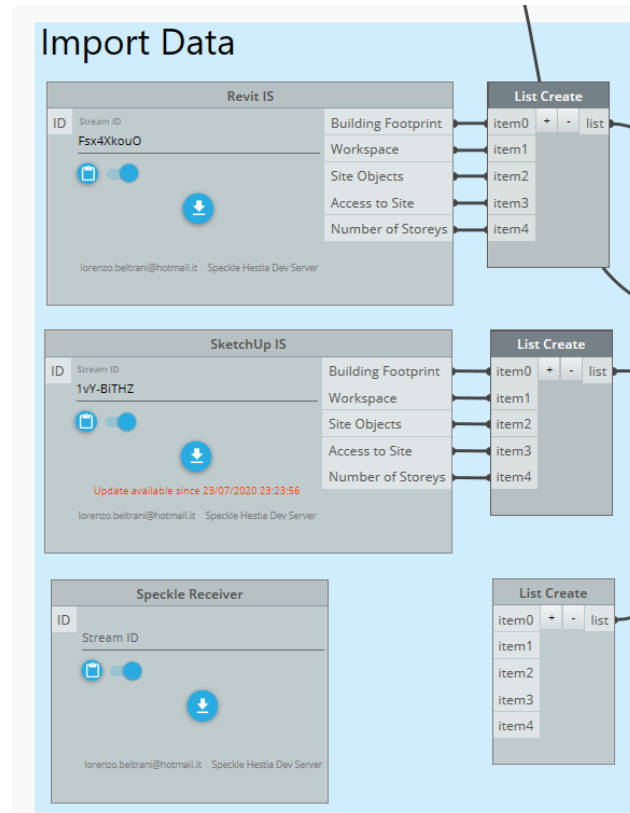 Import Data
Revit IS
List Create
ID
Stream ID
Fsx4XkouO
Building Footprint
item0
+
-
list
Workspace
item1
Site Objects
item2
Access to Site
item3
Number of Storeys
item4
lorenzo.beltrani@hotmail.it Speckle Hestia Dev Server
SketchUp IS
List Create
ID
Stream ID
1vY-BiTHZ
Building Footprint
item0
+
-
list
Workspace
item1
Site Objects
item2
Access to Site
item3
Number of Storeys
item4
Update available since 23/07/2020 23:23:56
lorenzo.beltrani@hotmail.it Speckle Hestia Dev Server
Speckle Receiver
List Create
ID
Stream ID
item0
+
-
list
item1
item2
item3
item4
lorenzo.beltrani@hotmail.it Speckle Hestia Dev Server